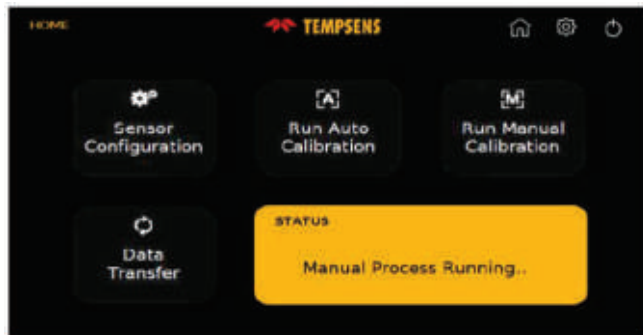 HOME
TEMPSENS
Sensor
Configuration
[A]
Run Auto
Calibration
[M]
Run Manual
Calibration
Data
Transfer
STATUS
Manual Process Running..